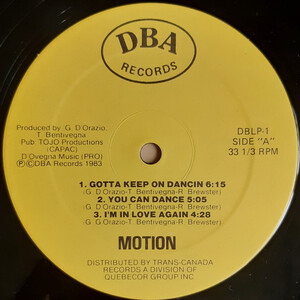 DBA
RECORDS
Produced by G. D'Orazio,
T. Bentivegna
Pub. TOJO Productions
(CAPAC)
D'Ovegna Music (PRO)
Ⓟ©DBA Records 1983
DBLP-1
SIDE "A"
33 1/3 RPM
1. GOTTA KEEP ON DANCIN 6:15
(G. D'Orazio-T. Bentivegna-R. Brewster)
2. YOU CAN DANCE 5:05
(G. D'Orazio-T. Bentivegna-R. Brewster)
3. I'M IN LOVE AGAIN 4:28
(G. D'Orazio-T. Bentivegna-R. Brewster)
MOTION
DISTRIBUTED BY TRANS-CANADA
RECORDS A DIVISION OF
QUEBECOR GROUP INC